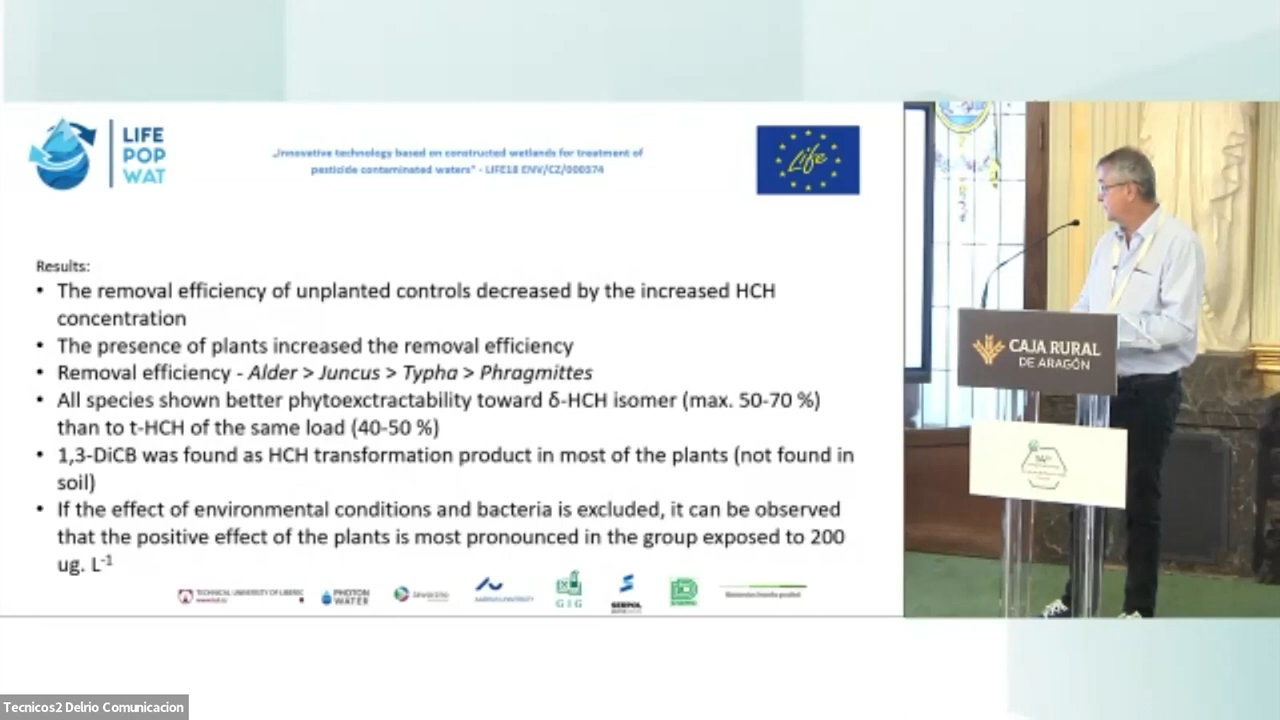 LIFE
POP
WAT
„Innovative technology based on constructed wetlands for treatment of
pesticide contaminated waters" - LIFE18 ENV/CZ/000374
Life
Results:
• The removal efficiency of unplanted controls decreased by the increased HCH
concentration
• The presence of plants increased the removal efficiency
• Removal efficiency - Alder > Juncus > Typha > Phragmittes
• All species shown better phytoexctractability toward δ-HCH isomer (max. 50-70 %)
than to t-HCH of the same load (40-50 %)
• 1,3-DiCB was found as HCH transformation product in most of the plants (not found in
soil)
• If the effect of environmental conditions and bacteria is excluded, it can be observed
that the positive effect of the plants is most pronounced in the group exposed to 200
ug. L-1
TECHNICAL UNIVERSITY OF LIBEREC
PHOTON
WATER
AARHUS UNIVERSITY
GIG
SERPOL
CAJA RURAL
DE ARAGÓN
Tecnicos2 Delrio Comunicacion